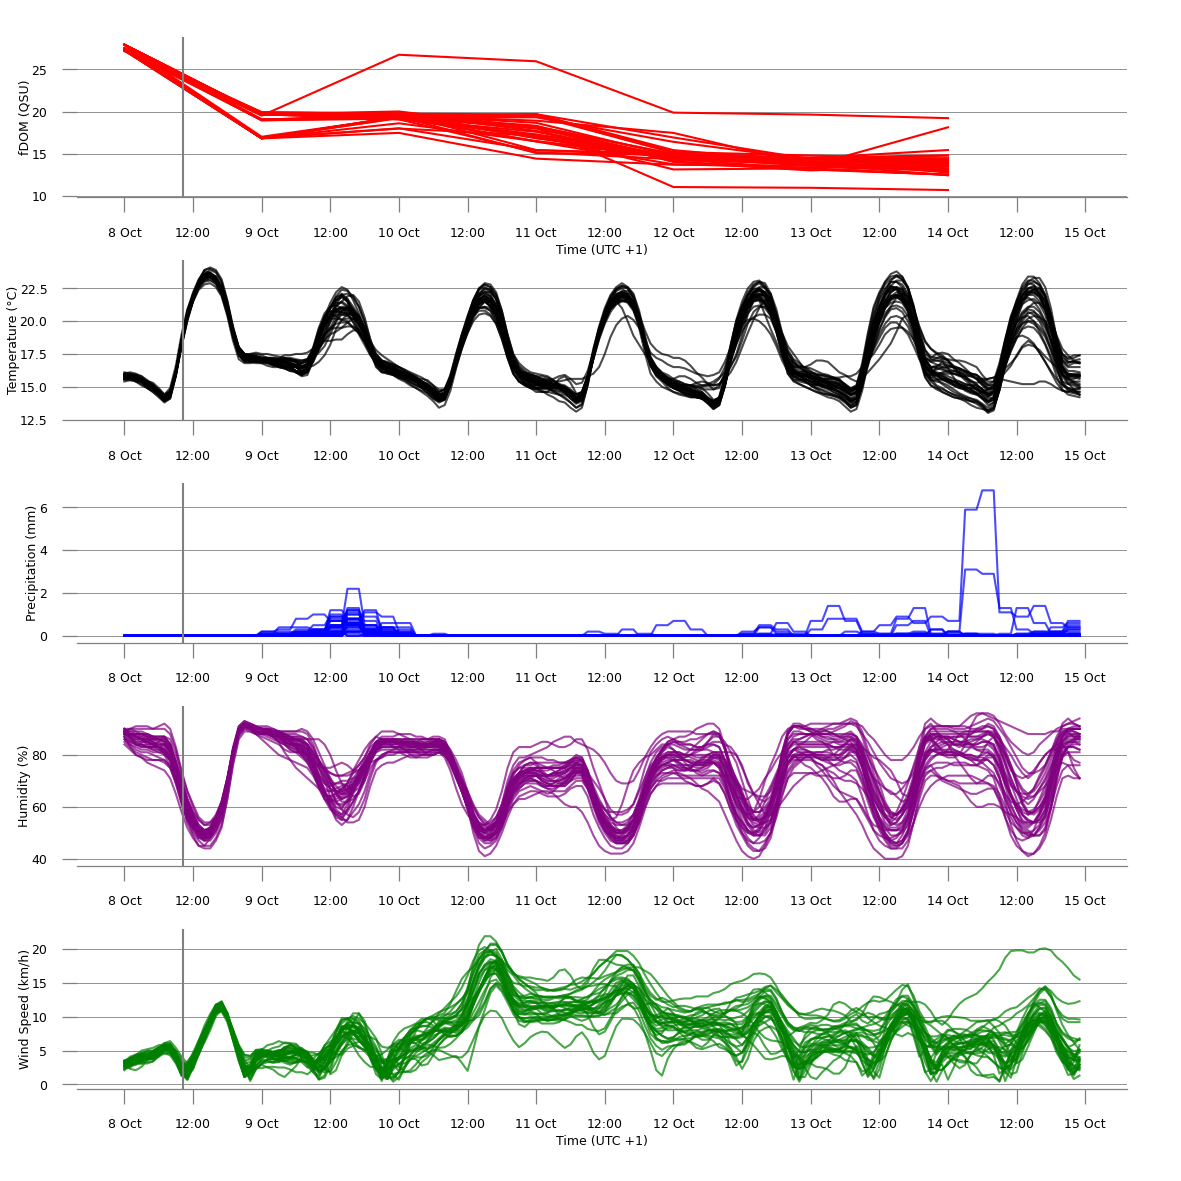 fDOM (QSU)
25
20
15
10
8 Oct 12:00 9 Oct 12:00 10 Oct 12:00 11 Oct 12:00 12 Oct 12:00 13 Oct 12:00 14 Oct 12:00 15 Oct
Time (UTC +1)
Temperature (°C)
22.5
20.0
17.5
15.0
12.5
8 Oct 12:00 9 Oct 12:00 10 Oct 12:00 11 Oct 12:00 12 Oct 12:00 13 Oct 12:00 14 Oct 12:00 15 Oct
Precipitation (mm)
6
4
2
0
8 Oct 12:00 9 Oct 12:00 10 Oct 12:00 11 Oct 12:00 12 Oct 12:00 13 Oct 12:00 14 Oct 12:00 15 Oct
Humidity (%)
80
60
40
8 Oct 12:00 9 Oct 12:00 10 Oct 12:00 11 Oct 12:00 12 Oct 12:00 13 Oct 12:00 14 Oct 12:00 15 Oct
Wind Speed (km/h)
20
15
10
5
0
8 Oct 12:00 9 Oct 12:00 10 Oct 12:00 11 Oct 12:00 12 Oct 12:00 13 Oct 12:00 14 Oct 12:00 15 Oct
Time (UTC +1)